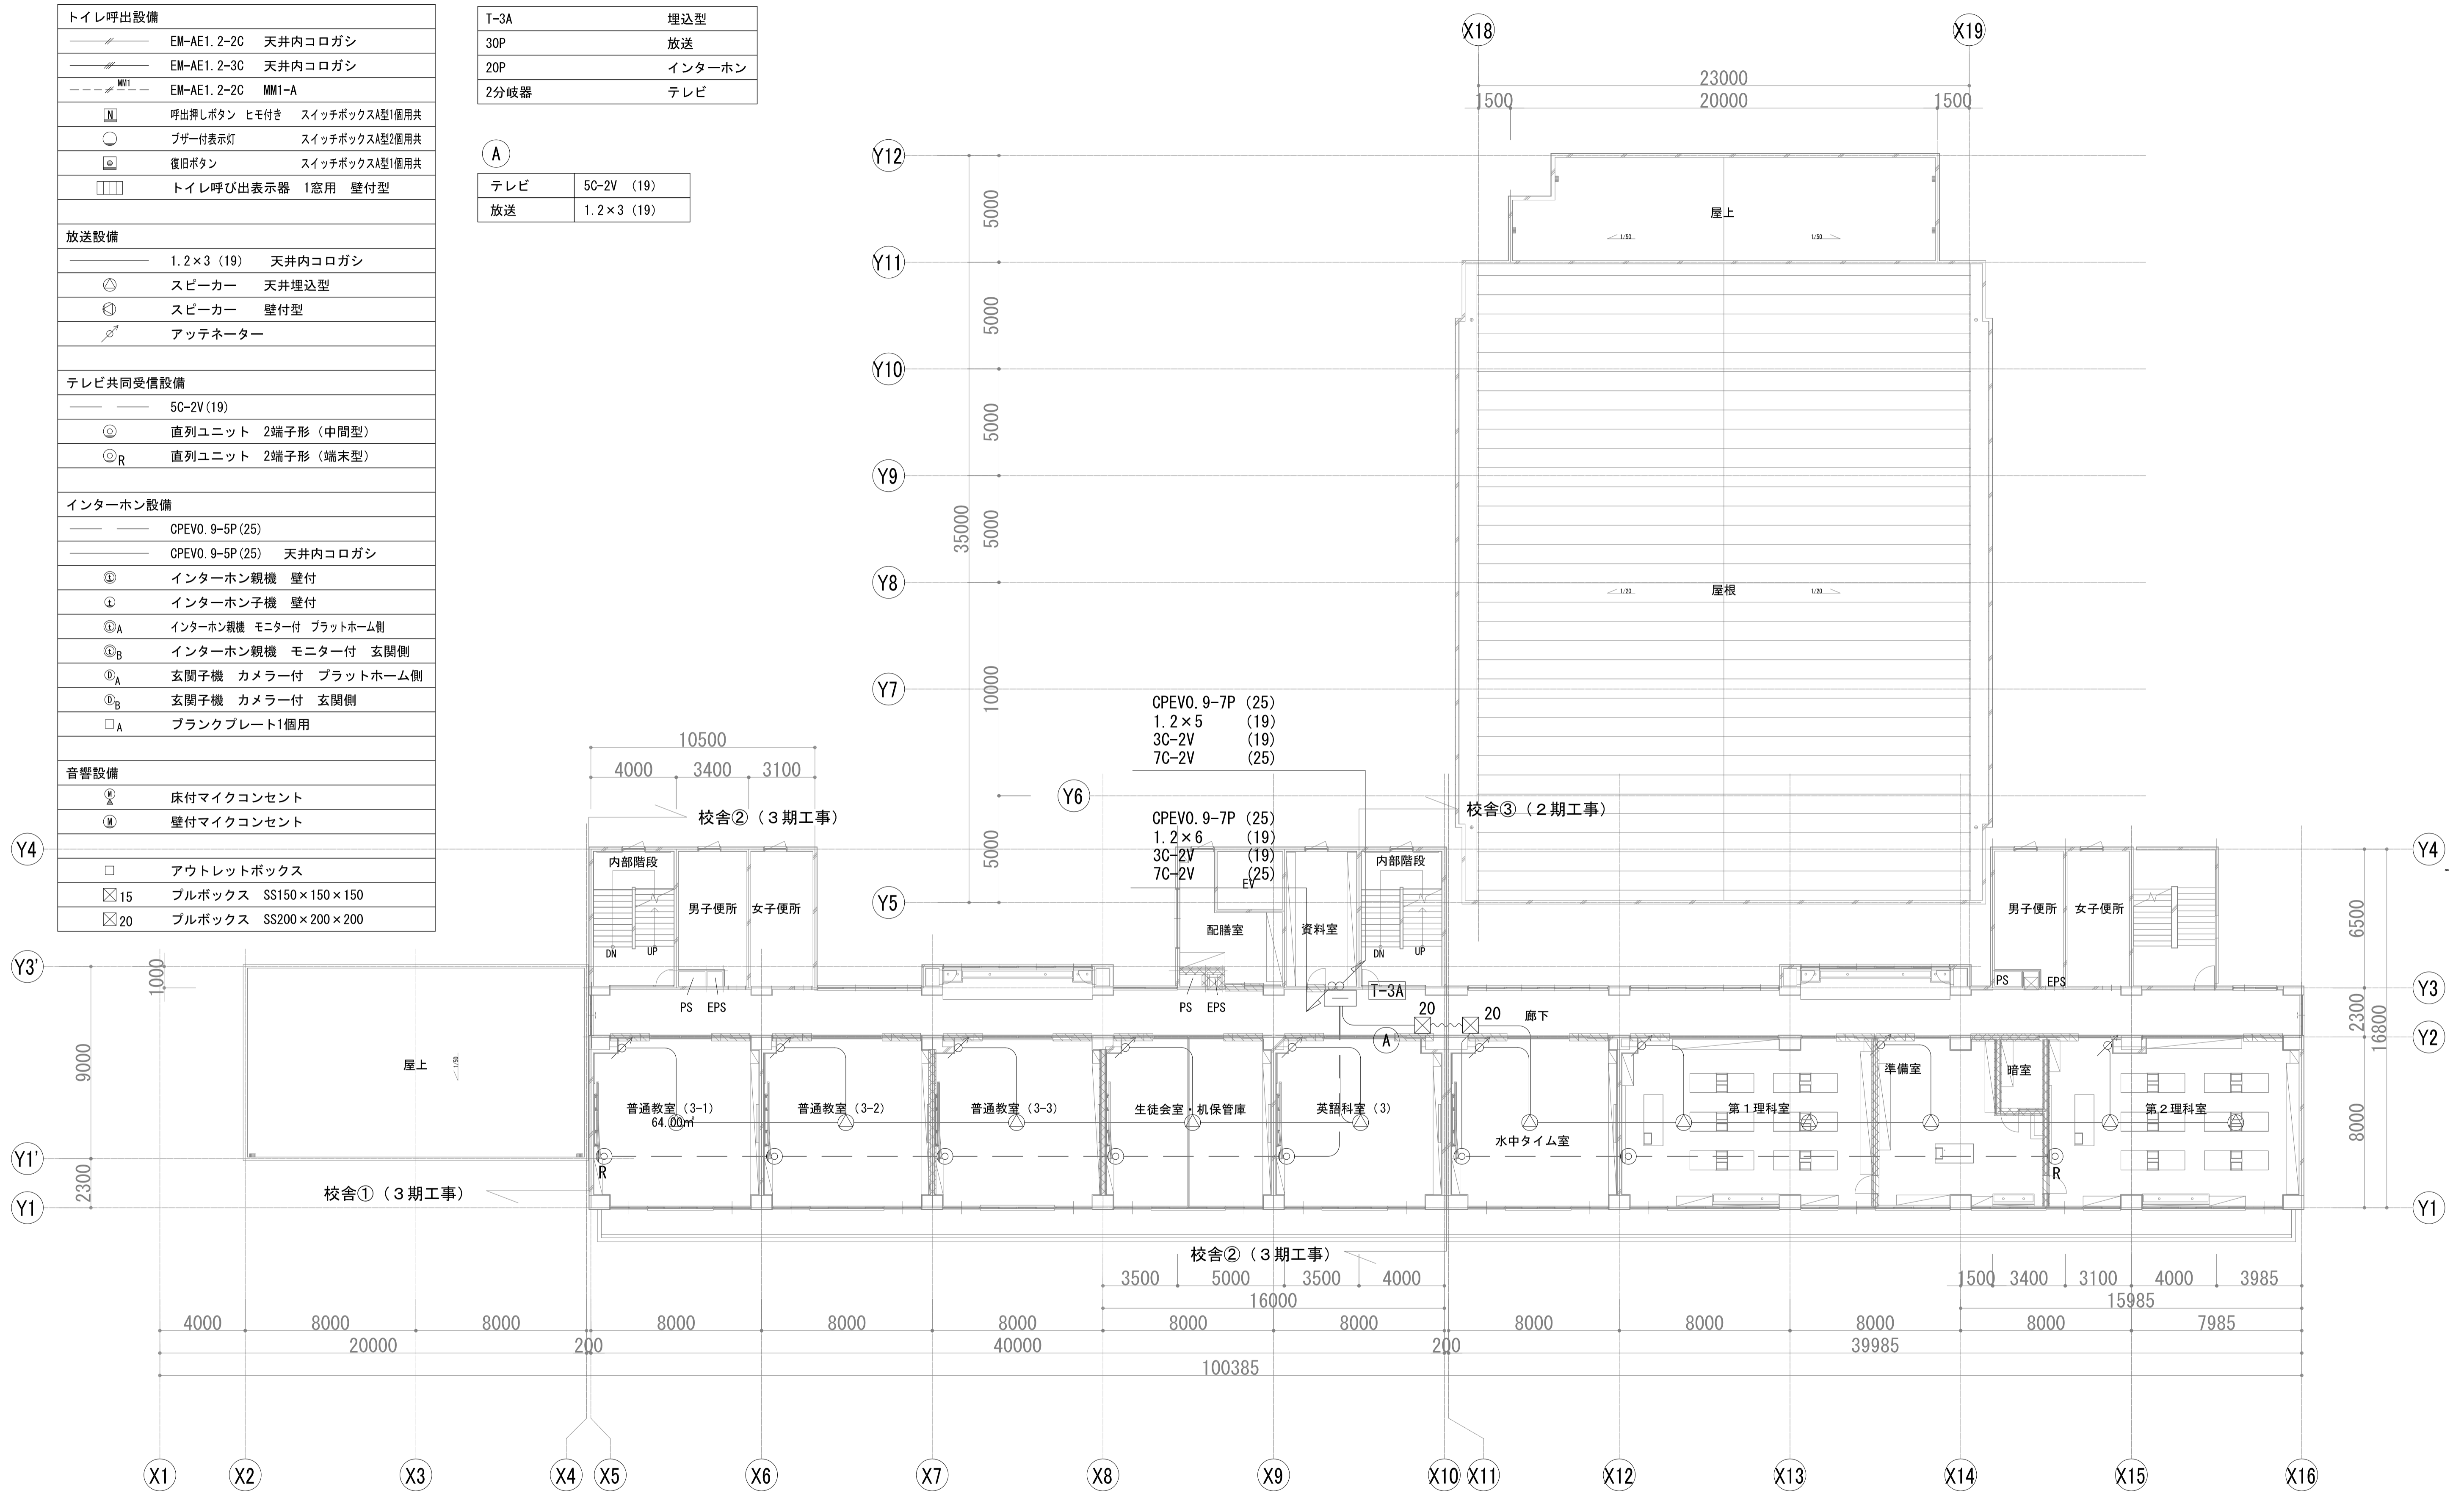 トイレ呼出設備
EM-AE1.2-2C 天井内コロガシ
EM-AE1.2-3C 天井内コロガシ
MM1 EM-AE1.2-2C MM1-A
N 呼出押しボタン ヒモ付き スイッチボックスA型1個用共
ブザー付表示灯 スイッチボックスA型2個用共
復旧ボタン スイッチボックスA型1個用共
トイレ呼び出表示器 1窓用 壁付型
放送設備
1.2×3 (19) 天井内コロガシ
スピーカー 天井埋込型
スピーカー 壁付型
アッテネーター
テレビ共同受信設備
5C-2V(19)
直列ユニット 2端子形（中間型）
R 直列ユニット 2端子形（端末型）
インターホン設備
CPEV0.9-5P(25)
CPEV0.9-5P(25) 天井内コロガシ
t インターホン親機 壁付
t インターホン子機 壁付
t A インターホン親機 モニター付 プラットホーム側
t B インターホン親機 モニター付 玄関側
D A 玄関子機 カメラー付 プラットホーム側
D B 玄関子機 カメラー付 玄関側
A ブランクプレート1個用
音響設備
M 床付マイクコンセント
M 壁付マイクコンセント
アウトレットボックス
15 プルボックス SS150×150×150
20 プルボックス SS200×200×200
T-3A 埋込型
30P 放送
20P インターホン
2分岐器 テレビ
A
テレビ 5C-2V (19)
放送 1.2×3 (19)
X18 X19
23000
1500 20000 1500
Y12
5000
屋上
1/50 1/50
Y11
5000
Y10
5000
Y9
35000
5000
Y8
屋根
1/20 1/20
Y7
10000
CPEV0.9-7P (25)
1.2×5 (19)
3C-2V (19)
7C-2V (25)
10500
4000 3400 3100
Y6
校舎②（３期工事）
校舎③（２期工事）
CPEV0.9-7P (25)
1.2×6 (19)
3C-2V (19)
7C-2V (25)
5000
Y4 Y4
内部階段 EV 内部階段
Y5
男子便所 女子便所 男子便所 女子便所
6500
配膳室 資料室
DN UP DN UP
Y3'
1000
PS EPS PS EPS PS EPS
T-3A
Y3
20 20 廊下
2300
16800
A
Y2
9000
屋上 1/50
準備室 暗室
普通教室（3-1） 普通教室（3-2） 普通教室（3-3） 生徒会室・机保管庫 英語科室（3） 第１理科室 第２理科室
64.00㎡
8000
水中タイム室
Y1'
R R
2300
校舎①（３期工事）
Y1 Y1
校舎②（３期工事）
3500 5000 3500 4000 1500 3400 3100 4000 3985
16000 15985
4000 8000 8000 8000 8000 8000 8000 8000 8000 8000 8000 8000 7985
20000 200 40000 200 39985
100385
X1 X2 X3 X4 X5 X6 X7 X8 X9 X10 X11 X12 X13 X14 X15 X16